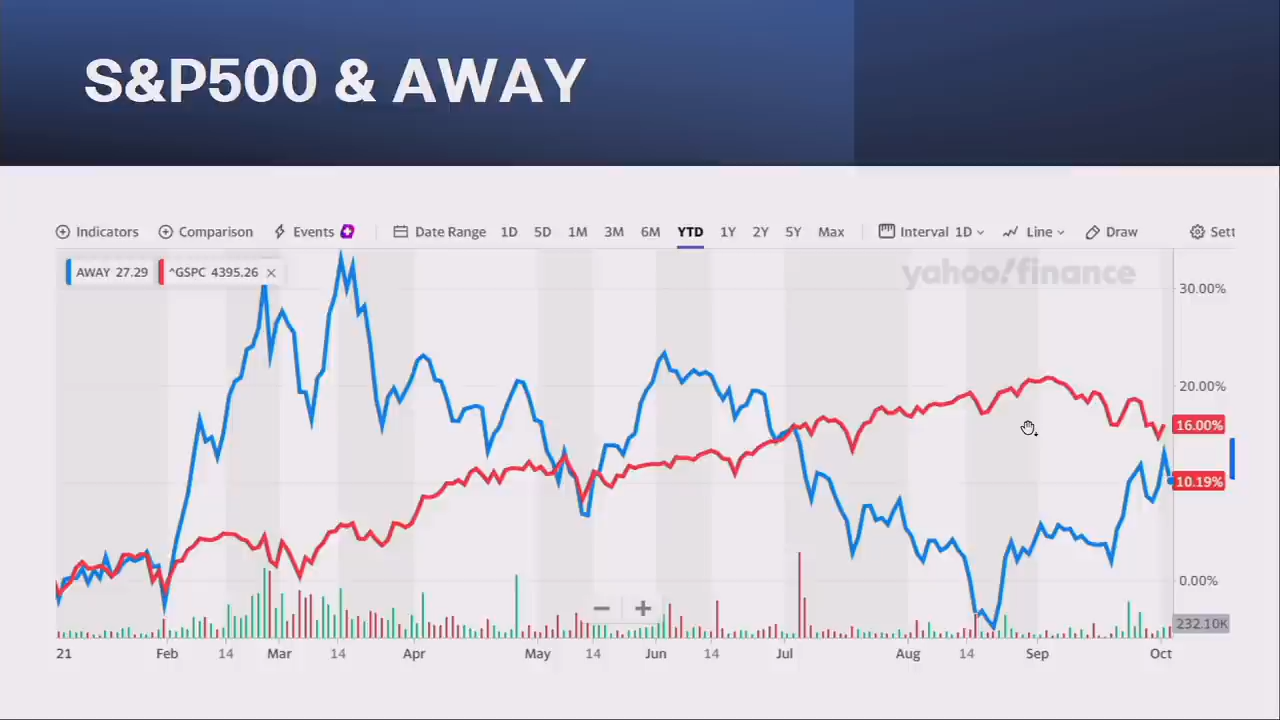 S&P500 & AWAY
Indicators Comparison Events Date Range 1D 5D 1M 3M 6M YTD 1Y 2Y 5Y Max Interval 1D Line Draw Sett
AWAY 27.29 ^GSPC 4395.26 ×
yahoo!finance
30.00%
20.00%
16.00%
10.19%
0.00%
232.10K
21 Feb 14 Mar 14 Apr May 14 Jun 14 Jul Aug 14 Sep Oct